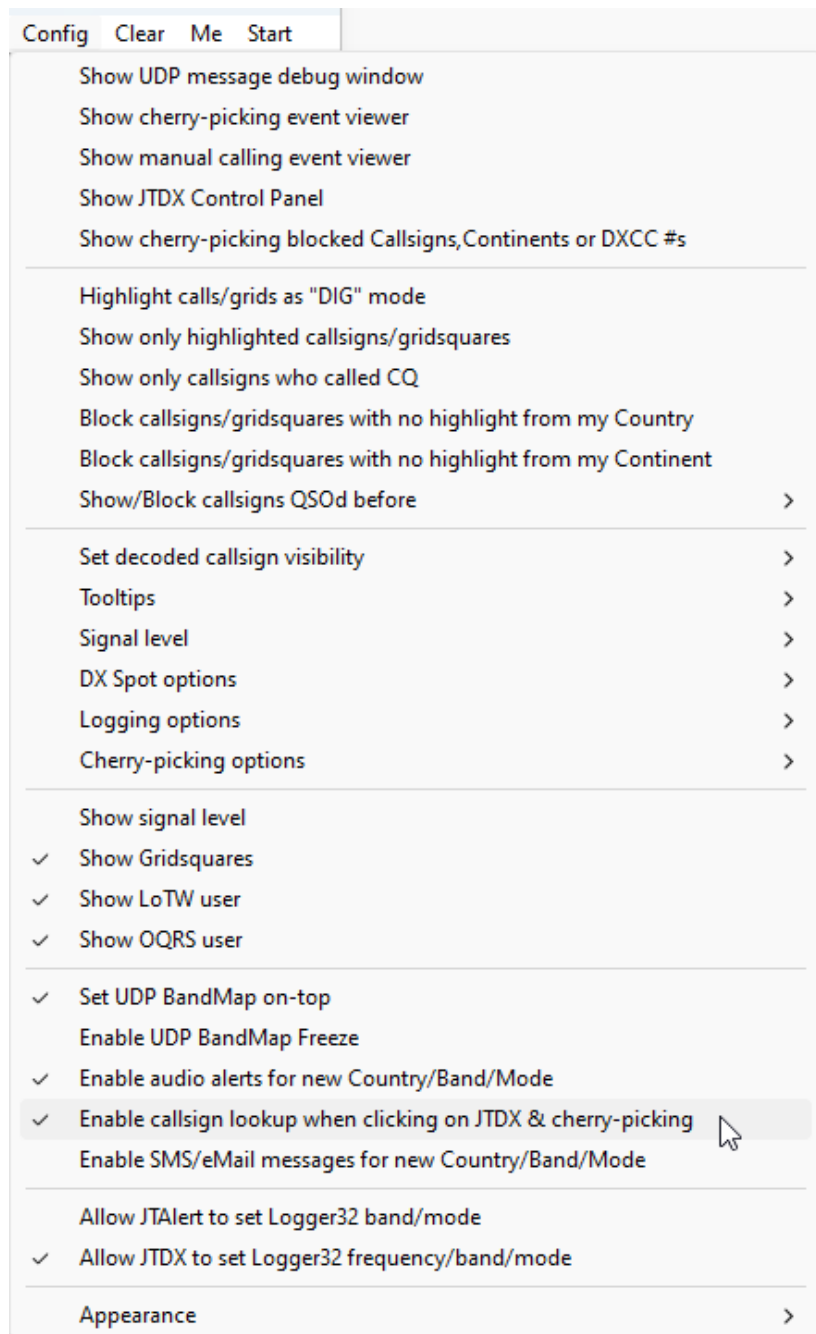 Config Clear Me Start
Show UDP message debug window
Show cherry-picking event viewer
Show manual calling event viewer
Show JTDX Control Panel
Show cherry-picking blocked Callsigns,Continents or DXCC #s
Highlight calls/grids as "DIG" mode
Show only highlighted callsigns/gridsquares
Show only callsigns who called CQ
Block callsigns/gridsquares with no highlight from my Country
Block callsigns/gridsquares with no highlight from my Continent
Show/Block callsigns QSOd before
Set decoded callsign visibility
Tooltips
Signal level
DX Spot options
Logging options
Cherry-picking options
Show signal level
Show Gridsquares
Show LoTW user
Show OQRS user
Set UDP BandMap on-top
Enable UDP BandMap Freeze
Enable audio alerts for new Country/Band/Mode
Enable callsign lookup when clicking on JTDX & cherry-picking
Enable SMS/eMail messages for new Country/Band/Mode
Allow JTAlert to set Logger32 band/mode
Allow JTDX to set Logger32 frequency/band/mode
Appearance